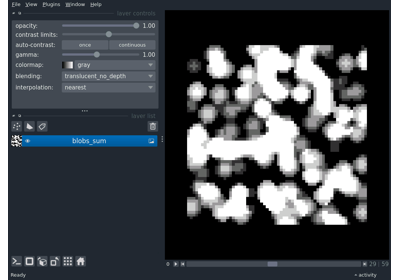 File View Plugins Window Help
layer controls
opacity: 1.00
contrast limits:
auto-contrast: once continuous
gamma: 1.00
colormap: gray
blending: translucent_no_depth
interpolation: nearest
layer list
blobs_sum
29 59
Ready
activity